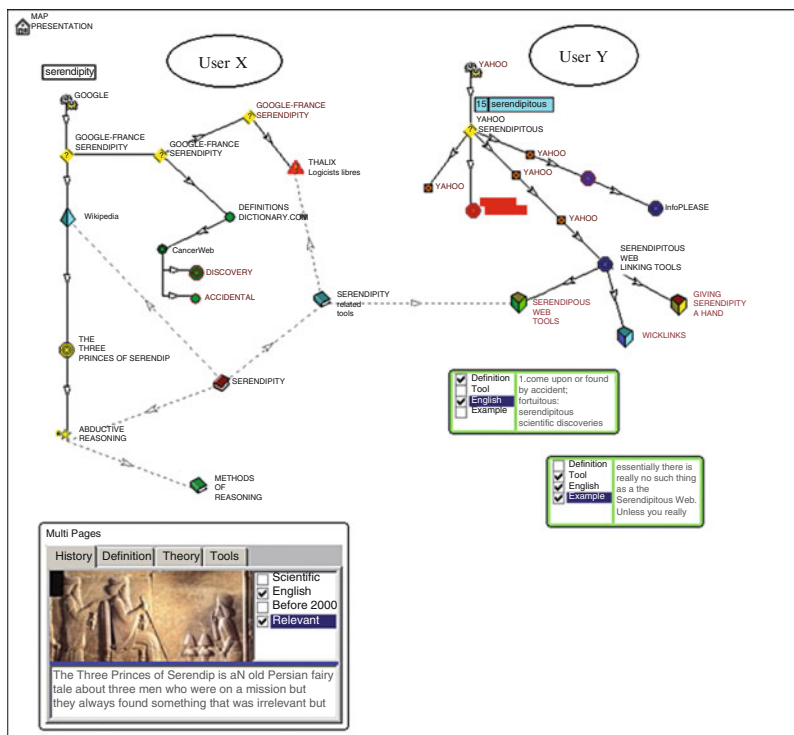 MAP
PRESENTATION
User X
User Y
serendipity
GOOGLE
GOOGLE-FRANCE
SERENDIPITY
GOOGLE-FRANCE
SERENDIPITY
GOOGLE-FRANCE
SERENDIPITY
THALIX
Logicists libres
Wikipedia
DEFINITIONS
DICTIONARY.COM
CancerWeb
DISCOVERY
ACCIDENTAL
SERENDIPITY
related
tools
THE
THREE
PRINCES OF SERENDIP
SERENDIPITY
ABDUCTIVE
REASONING
METHODS
OF
REASONING
YAHOO
15 serendipitous
YAHOO
SERENDIPITOUS
YAHOO
YAHOO
YAHOO
YAHOO
InfoPLEASE
SERENDIPITOUS
WEB
LINKING TOOLS
SERENDIPOUS
WEB
TOOLS
GIVING
SERENDIPITY
A HAND
WICKLINKS
Definition
Tool
English
Example
1.come upon or found
by accident;
fortuitous:
serendipitous
scientific discoveries
Definition
Tool
English
Example
essentially there is
really no such thing
as a the
Serendipitous Web.
Unless you really
Multi Pages
History Definition Theory Tools
Scientific
English
Before 2000
Relevant
The Three Princes of Serendip is aN old Persian fairy
tale about three men who were on a mission but
they always found something that was irrelevant but